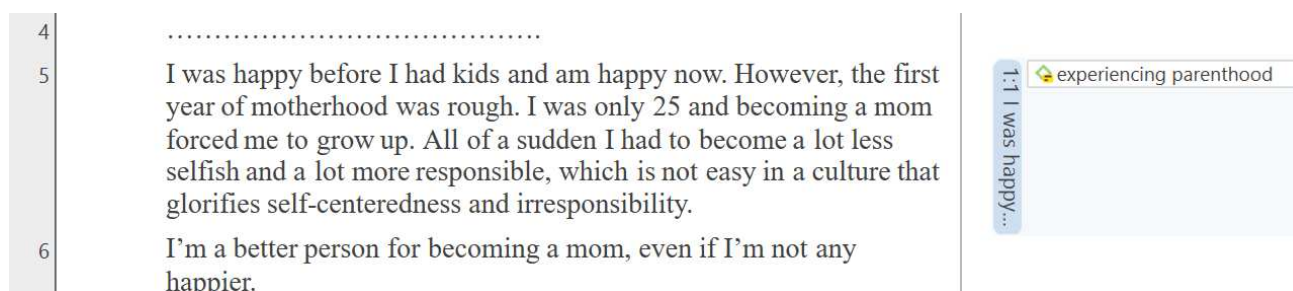 4
…………………………………
5
I was happy before I had kids and am happy now. However, the first
year of motherhood was rough. I was only 25 and becoming a mom
forced me to grow up. All of a sudden I had to become a lot less
selfish and a lot more responsible, which is not easy in a culture that
glorifies self-centeredness and irresponsibility.
6
I’m a better person for becoming a mom, even if I’m not any
happier.
1:1 I was happy...
experiencing parenthood